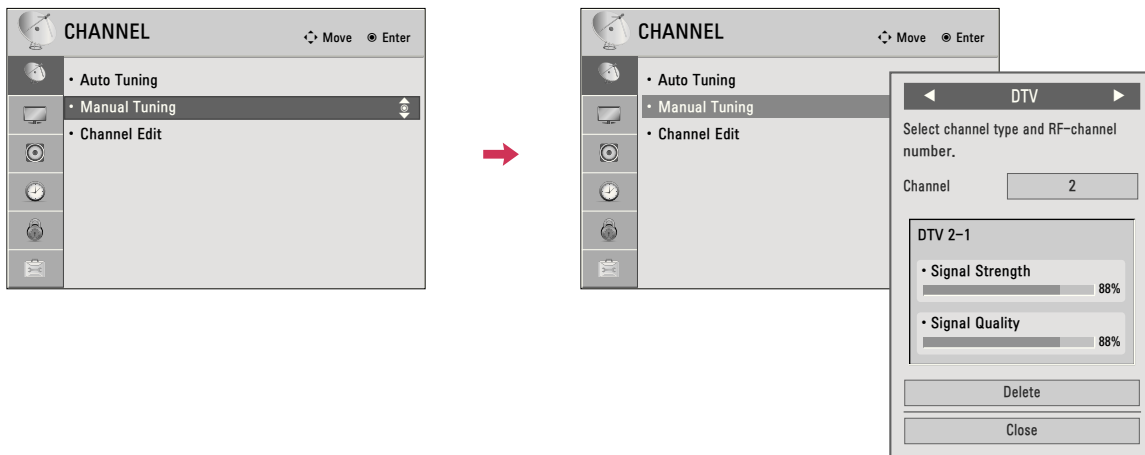 CHANNEL
Move Enter
• Auto Tuning
• Manual Tuning
• Channel Edit
CHANNEL
Move Enter
• Auto Tuning
• Manual Tuning
• Channel Edit
DTV
Select channel type and RF-channel
number.
Channel 2
DTV 2-1
• Signal Strength
88%
• Signal Quality
88%
Delete
Close